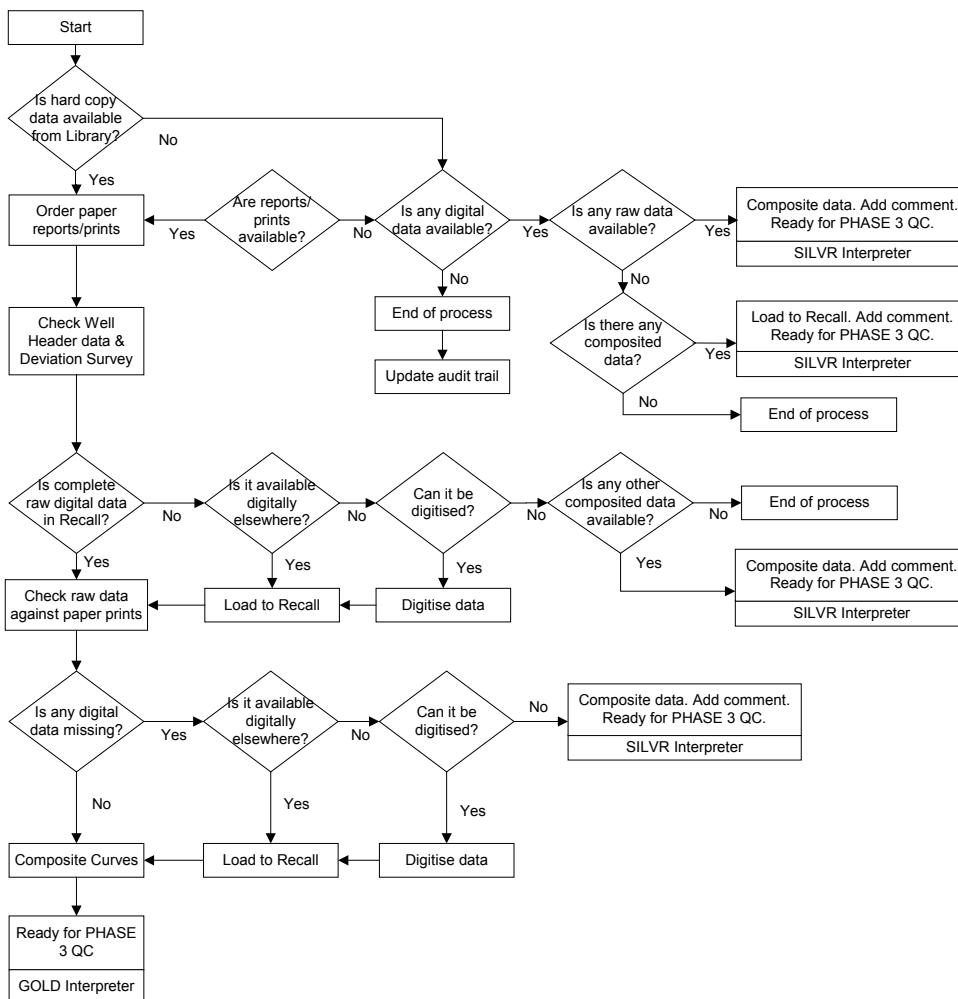 Start
Is hard copy
data available
from Library?
No
Yes
Order paper
reports/prints
Yes
Are reports/
prints
available?
No
Is any digital
data available?
Yes
Is any raw data
available?
Yes
Composite data. Add comment.
Ready for PHASE 3 QC.
SILVR Interpreter
No
No
End of process
Update audit trail
Is there any
composited
data?
Yes
Load to Recall. Add comment.
Ready for PHASE 3 QC.
SILVR Interpreter
No
End of process
Check Well
Header data &
Deviation Survey
Is complete
raw digital data
in Recall?
No
Is it available
digitally
elsewhere?
No
Can it be
digitised?
No
Is any other
composited data
available?
No
End of process
Yes
Yes
Yes
Yes
Composite data. Add comment.
Ready for PHASE 3 QC.
SILVR Interpreter
Check raw data
against paper prints
Load to Recall
Digitise data
Is any digital
data missing?
Yes
Is it available
digitally
elsewhere?
No
Can it be
digitised?
No
Composite data. Add comment.
Ready for PHASE 3 QC.
SILVR Interpreter
No
Yes
Yes
Composite Curves
Load to Recall
Digitise data
Ready for PHASE
3 QC
GOLD Interpreter